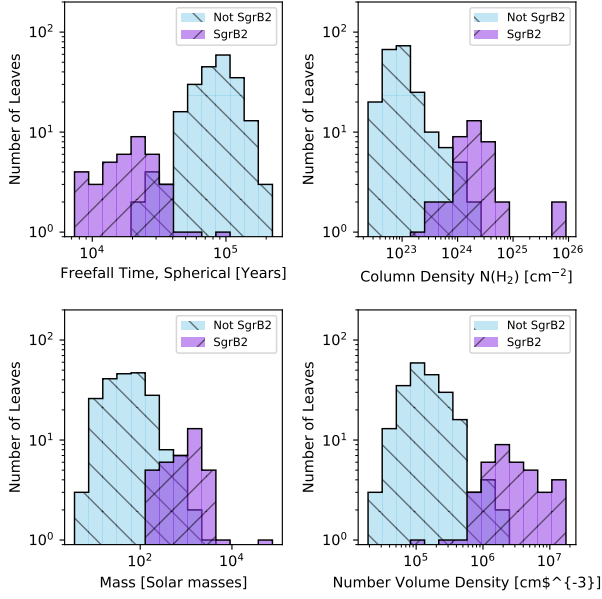 Not SgrB2
SgrB2
Number of Leaves
10²
10¹
10⁰
10⁴
10⁵
Freefall Time, Spherical [Years]
Not SgrB2
SgrB2
Number of Leaves
10²
10¹
10⁰
10²³
10²⁴
10²⁵
10²⁶
Column Density N(H₂) [cm⁻²]
Not SgrB2
SgrB2
Number of Leaves
10²
10¹
10⁰
10²
10⁴
Mass [Solar masses]
Not SgrB2
SgrB2
Number of Leaves
10²
10¹
10⁰
10⁵
10⁶
10⁷
Number Volume Density [cm$^{-3}]